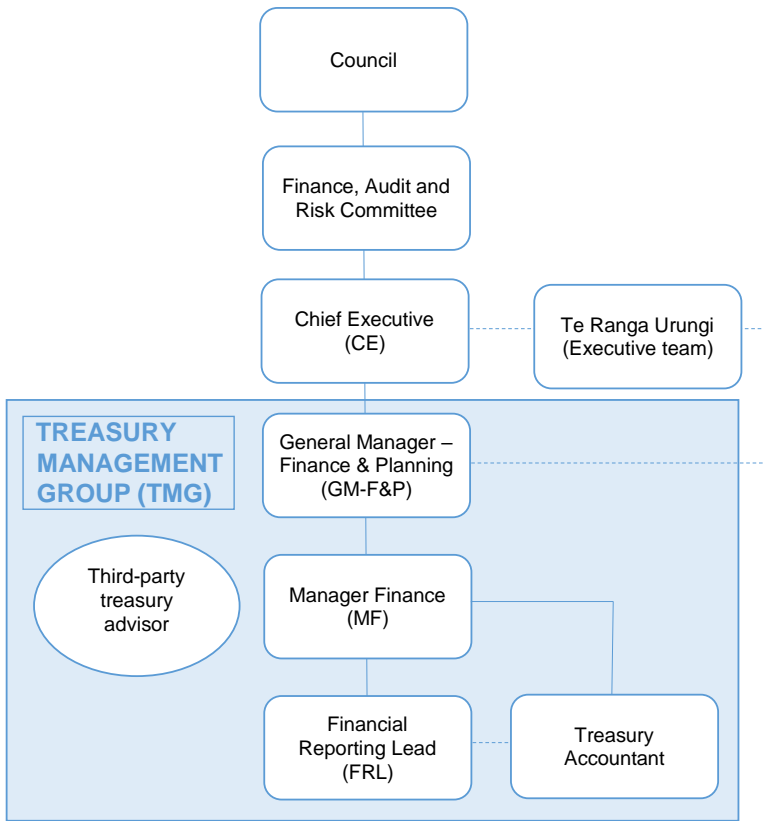 Council
Finance, Audit and
Risk Committee
Chief Executive
(CE)
Te Ranga Urungi
(Executive team)
TREASURY
MANAGEMENT
GROUP (TMG)
General Manager –
Finance & Planning
(GM-F&P)
Third-party
treasury
advisor
Manager Finance
(MF)
Financial
Reporting Lead
(FRL)
Treasury
Accountant